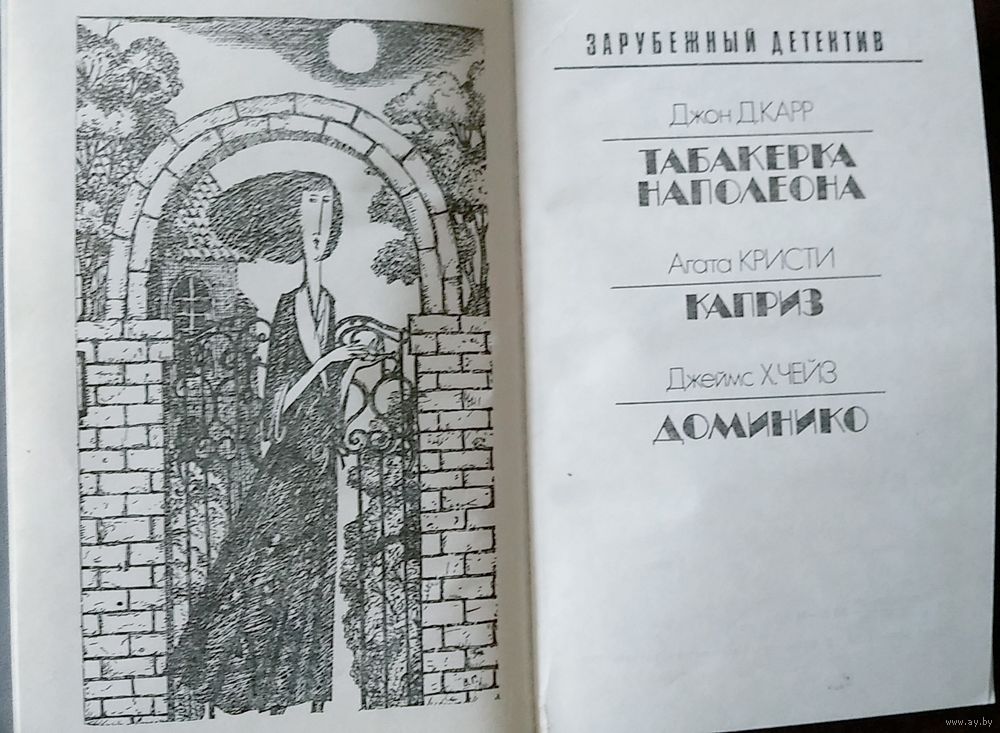 ЗАРУБЕЖНЫЙ ДЕТЕКТИВ
Джон Д.КАРР
ТАБАКЕРКА
НАПОЛЕОНА
Агата КРИСТИ
КАПРИЗ
Джеймс Х.ЧЕЙЗ
ДОМИНИКО
www.ay.by